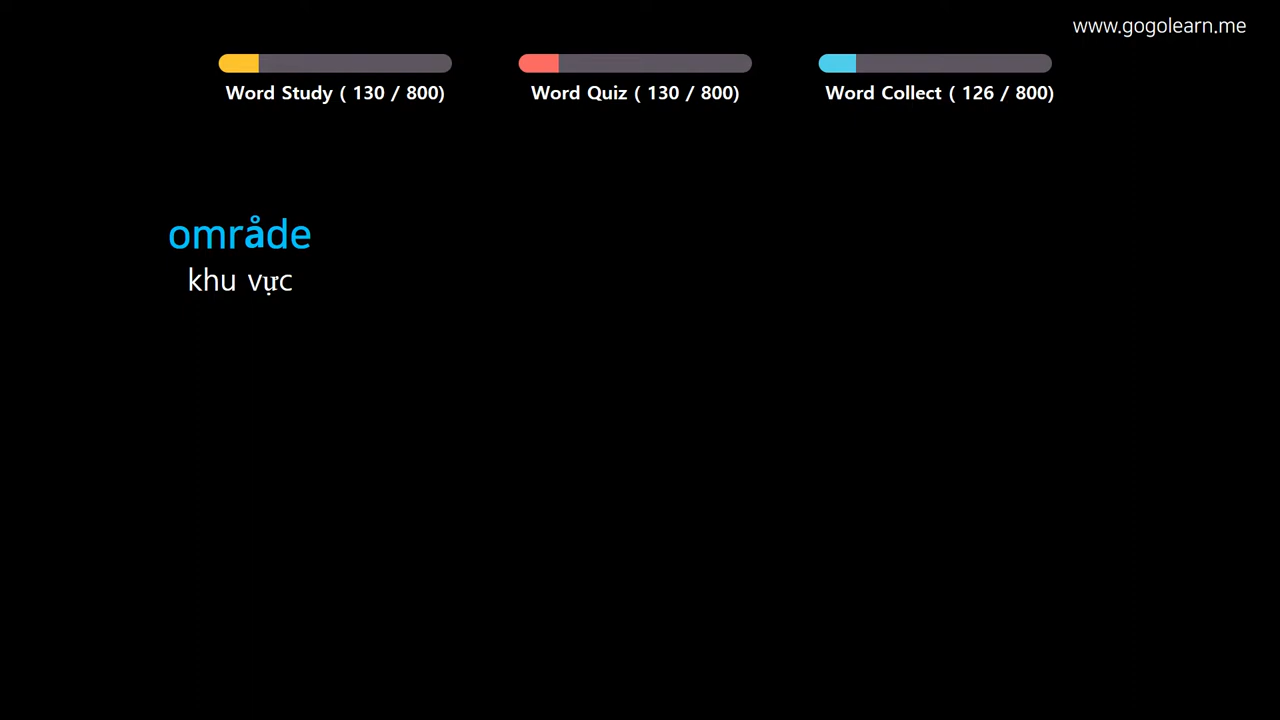 www.gogolearn.me
Word Study ( 130 / 800)
Word Quiz ( 130 / 800)
Word Collect ( 126 / 800)
område
khu vực